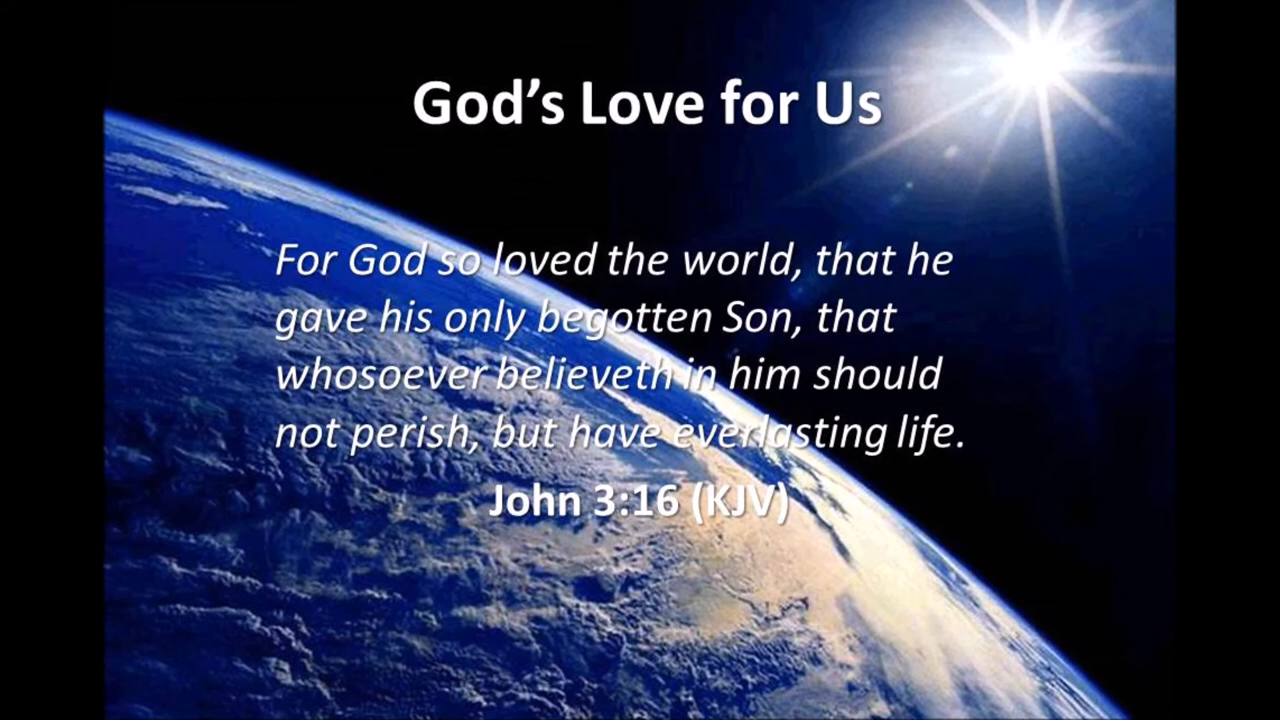 God’s Love for Us
For God so loved the world, that he
gave his only begotten Son, that
whosoever believeth in him should
not perish, but have everlasting life.
John 3:16 (KJV)